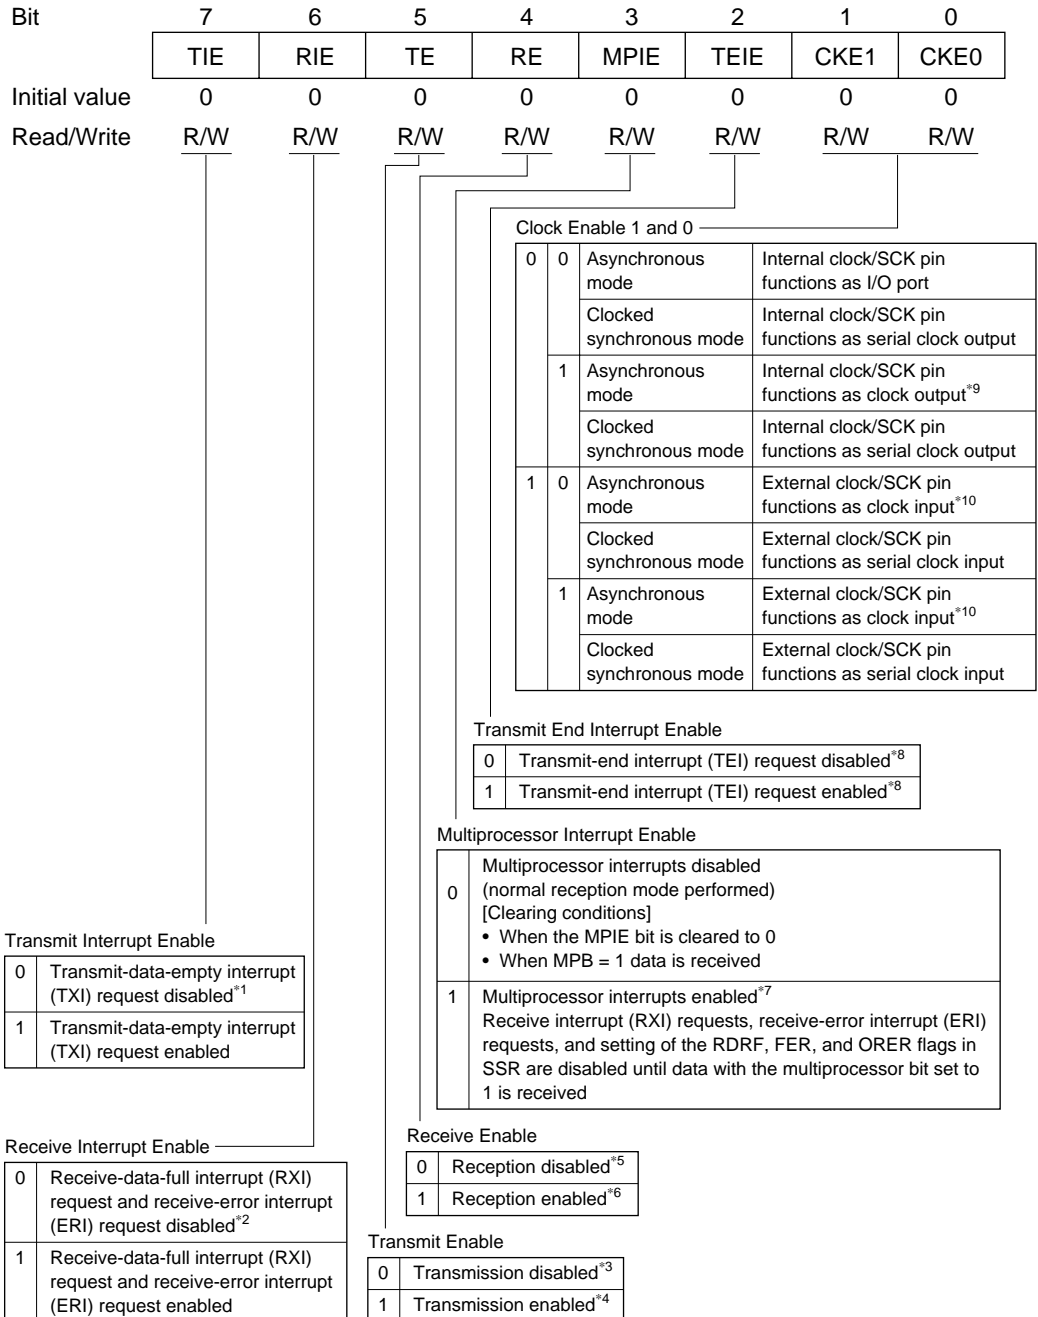 Bit 7 6 5 4 3 2 1 0
TIE RIE TE RE MPIE TEIE CKE1 CKE0
Initial value 0 0 0 0 0 0 0 0
Read/Write R/W R/W R/W R/W R/W R/W R/W R/W
Clock Enable 1 and 0
0 0 Asynchronous Internal clock/SCK pin
mode functions as I/O port
Clocked Internal clock/SCK pin
synchronous mode functions as serial clock output
1 Asynchronous Internal clock/SCK pin
mode functions as clock output*9
Clocked Internal clock/SCK pin
synchronous mode functions as serial clock output
1 0 Asynchronous External clock/SCK pin
mode functions as clock input*10
Clocked External clock/SCK pin
synchronous mode functions as serial clock input
1 Asynchronous External clock/SCK pin
mode functions as clock input*10
Clocked External clock/SCK pin
synchronous mode functions as serial clock input
Transmit End Interrupt Enable
0 Transmit-end interrupt (TEI) request disabled*8
1 Transmit-end interrupt (TEI) request enabled*8
Multiprocessor Interrupt Enable
0 Multiprocessor interrupts disabled
(normal reception mode performed)
[Clearing conditions]
• When the MPIE bit is cleared to 0
• When MPB = 1 data is received
1 Multiprocessor interrupts enabled*7
Receive interrupt (RXI) requests, receive-error interrupt (ERI)
requests, and setting of the RDRF, FER, and ORER flags in
SSR are disabled until data with the multiprocessor bit set to
1 is received
Transmit Interrupt Enable
0 Transmit-data-empty interrupt
(TXI) request disabled*1
1 Transmit-data-empty interrupt
(TXI) request enabled
Receive Enable
0 Reception disabled*5
1 Reception enabled*6
Receive Interrupt Enable
0 Receive-data-full interrupt (RXI)
request and receive-error interrupt
(ERI) request disabled*2
1 Receive-data-full interrupt (RXI)
request and receive-error interrupt
(ERI) request enabled
Transmit Enable
0 Transmission disabled*3
1 Transmission enabled*4